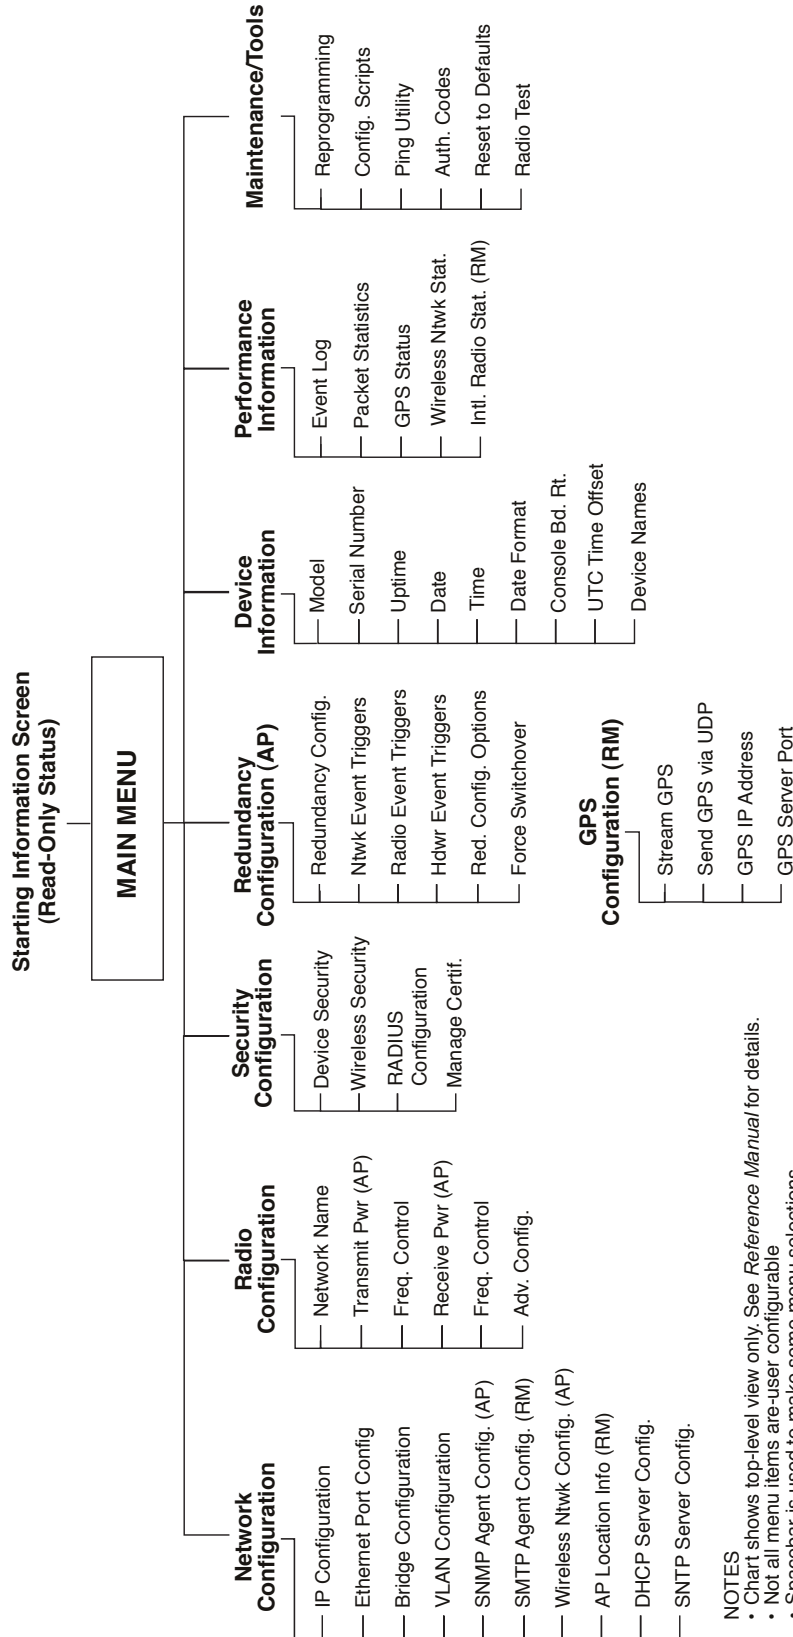 Starting Information Screen
(Read-Only Status)
MAIN MENU
Network
Configuration
IP Configuration
Ethernet Port Config
Bridge Configuration
VLAN Configuration
SNMP Agent Config. (AP)
SMTP Agent Config. (RM)
Wireless Ntwk Config. (AP)
AP Location Info (RM)
DHCP Server Config.
SNTP Server Config.
Radio
Configuration
Network Name
Transmit Pwr (AP)
Freq. Control
Receive Pwr (AP)
Freq. Control
Adv. Config.
Security
Configuration
Device Security
Wireless Security
RADIUS
Configuration
Manage Certif.
Redundancy
Configuration (AP)
Redundancy Config.
Ntwk Event Triggers
Radio Event Triggers
Hdwr Event Triggers
Red. Config. Options
Force Switchover
Device
Information
Model
Serial Number
Uptime
Date
Time
Date Format
Console Bd. Rt.
UTC Time Offset
Device Names
Performance
Information
Event Log
Packet Statistics
GPS Status
Wireless Ntwk Stat.
Intl. Radio Stat. (RM)
Maintenance/Tools
Reprogramming
Config. Scripts
Ping Utility
Auth. Codes
Reset to Defaults
Radio Test
GPS
Configuration (RM)
Stream GPS
Send GPS via UDP
GPS IP Address
GPS Server Port
NOTES
• Chart shows top-level view only. See Reference Manual for details.
• Not all menu items are-user configurable
• Spacebar is used to make some menu selections